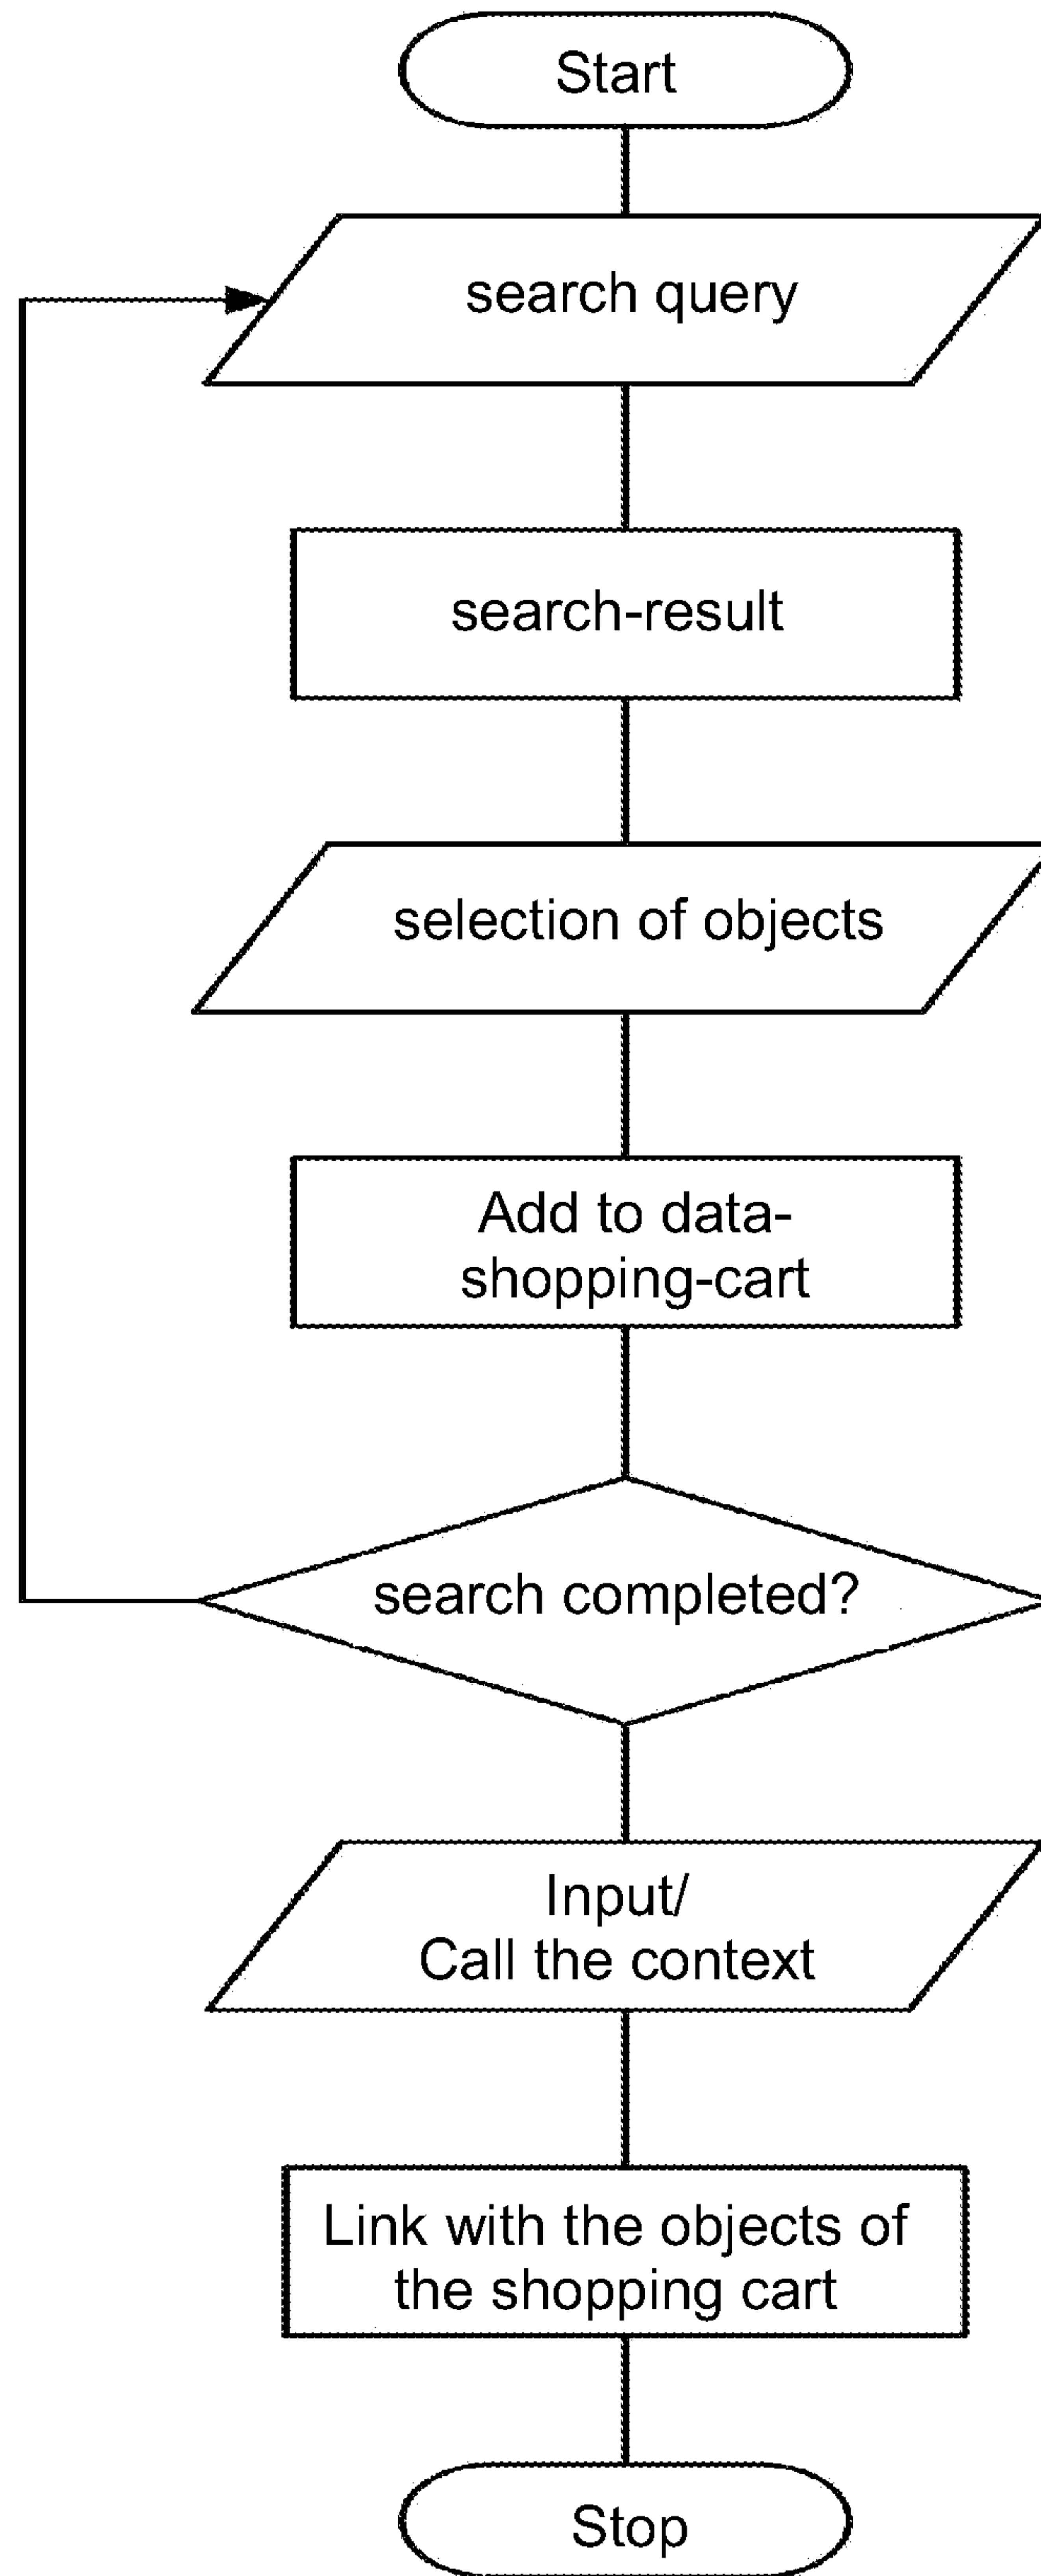 Start
search query
search-result
selection of objects
Add to data-
shopping-cart
search completed?
Input/
Call the context
Link with the objects of
the shopping cart
Stop